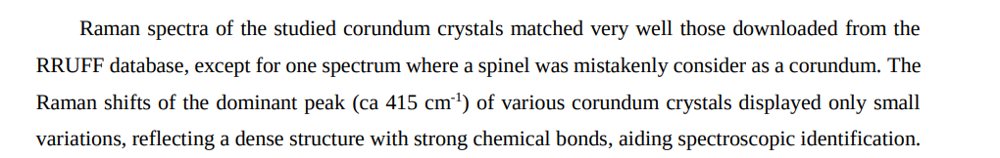 Raman spectra of the studied corundum crystals matched very well those downloaded from the
RRUFF database, except for one spectrum where a spinel was mistakenly consider as a corundum. The
Raman shifts of the dominant peak (ca 415 cm⁻¹) of various corundum crystals displayed only small
variations, reflecting a dense structure with strong chemical bonds, aiding spectroscopic identification.